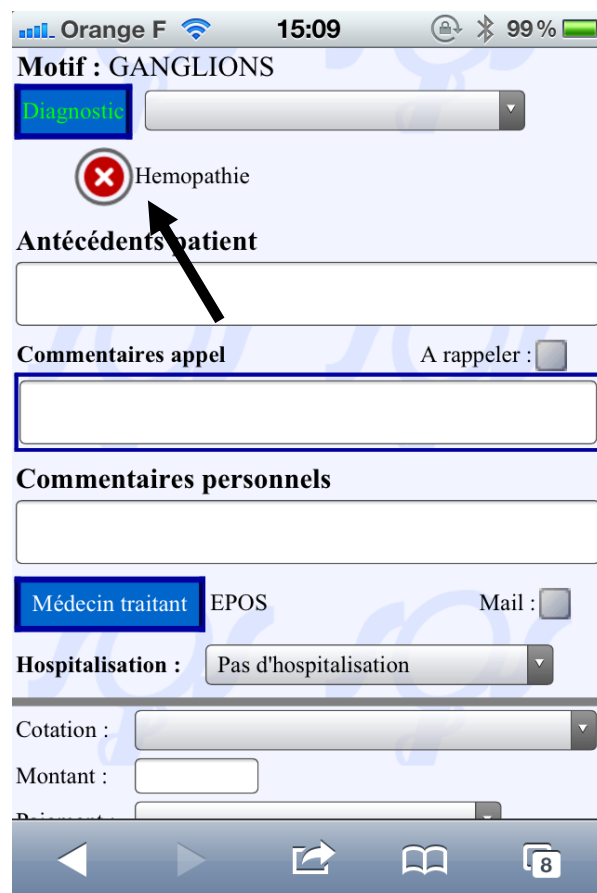 Orange F 15:09 99 %
Motif : GANGLIONS
Diagnostic
Hemopathie
Antécédents patient
Commentaires appel A rappeler :
Commentaires personnels
Médecin traitant EPOS Mail :
Hospitalisation : Pas d'hospitalisation
Cotation :
Montant :
Paiement :
8